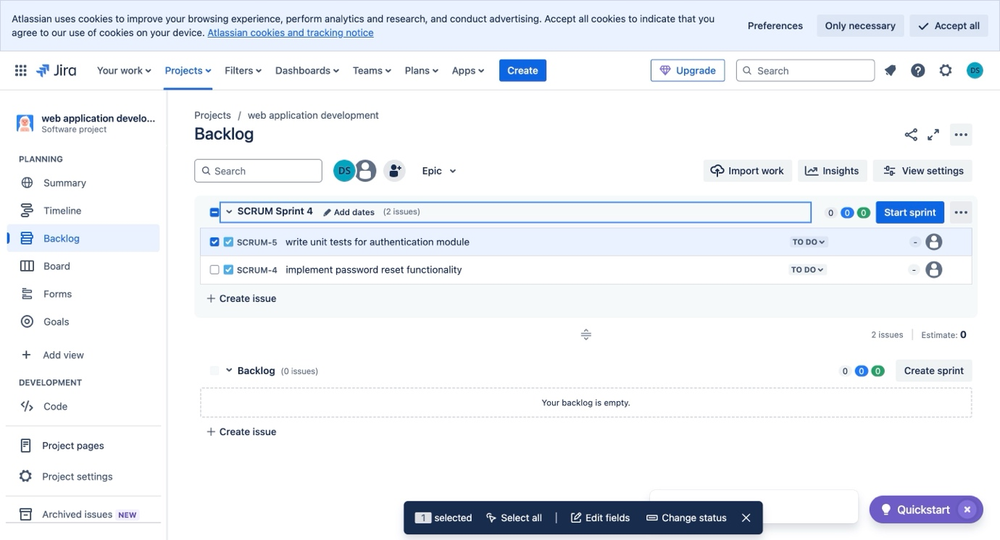 Atlassian uses cookies to improve your browsing experience, perform analytics and research, and conduct advertising. Accept all cookies to indicate that you
agree to our use of cookies on your device. Atlassian cookies and tracking notice
Preferences
Only necessary
Accept all
Jira
Your work
Projects
Filters
Dashboards
Teams
Plans
Apps
Create
Upgrade
Search
DS
web application develo...
Software project
PLANNING
Summary
Timeline
Backlog
Board
Forms
Goals
Add view
DEVELOPMENT
Code
Project pages
Project settings
Archived issues NEW
Projects / web application development
Backlog
Search
DS
Epic
Import work
Insights
View settings
SCRUM Sprint 4 Add dates (2 issues)
0 0 0 Start sprint
SCRUM-5 write unit tests for authentication module TO DO -
SCRUM-4 implement password reset functionality TO DO -
+ Create issue
2 issues Estimate: 0
Backlog (0 issues)
0 0 0 Create sprint
Your backlog is empty.
+ Create issue
1 selected
Select all
Edit fields
Change status
Quickstart